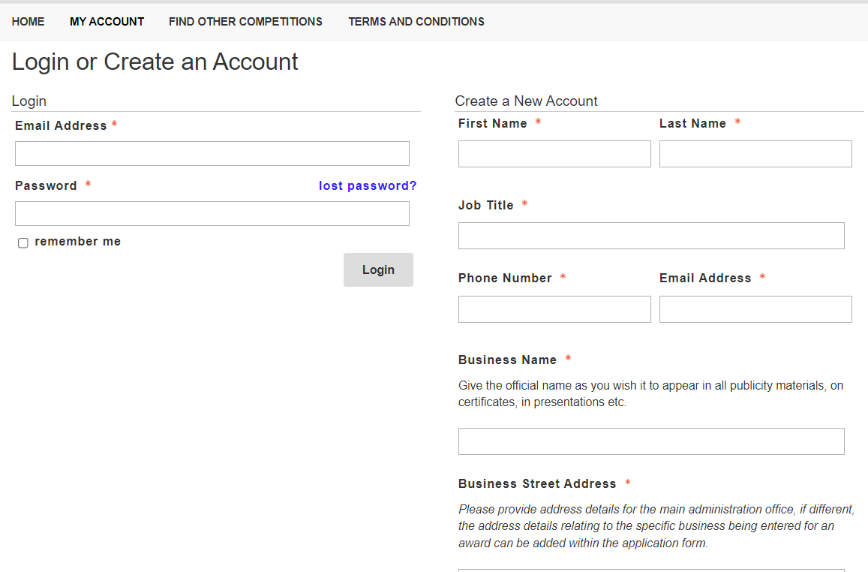 HOME MY ACCOUNT FIND OTHER COMPETITIONS TERMS AND CONDITIONS
Login or Create an Account
Login
Email Address *
Password * lost password?
remember me
Login
Create a New Account
First Name * Last Name *
Job Title *
Phone Number * Email Address *
Business Name *
Give the official name as you wish it to appear in all publicity materials, on
certificates, in presentations etc.
Business Street Address *
Please provide address details for the main administration office, if different,
the address details relating to the specific business being entered for an
award can be added within the application form.